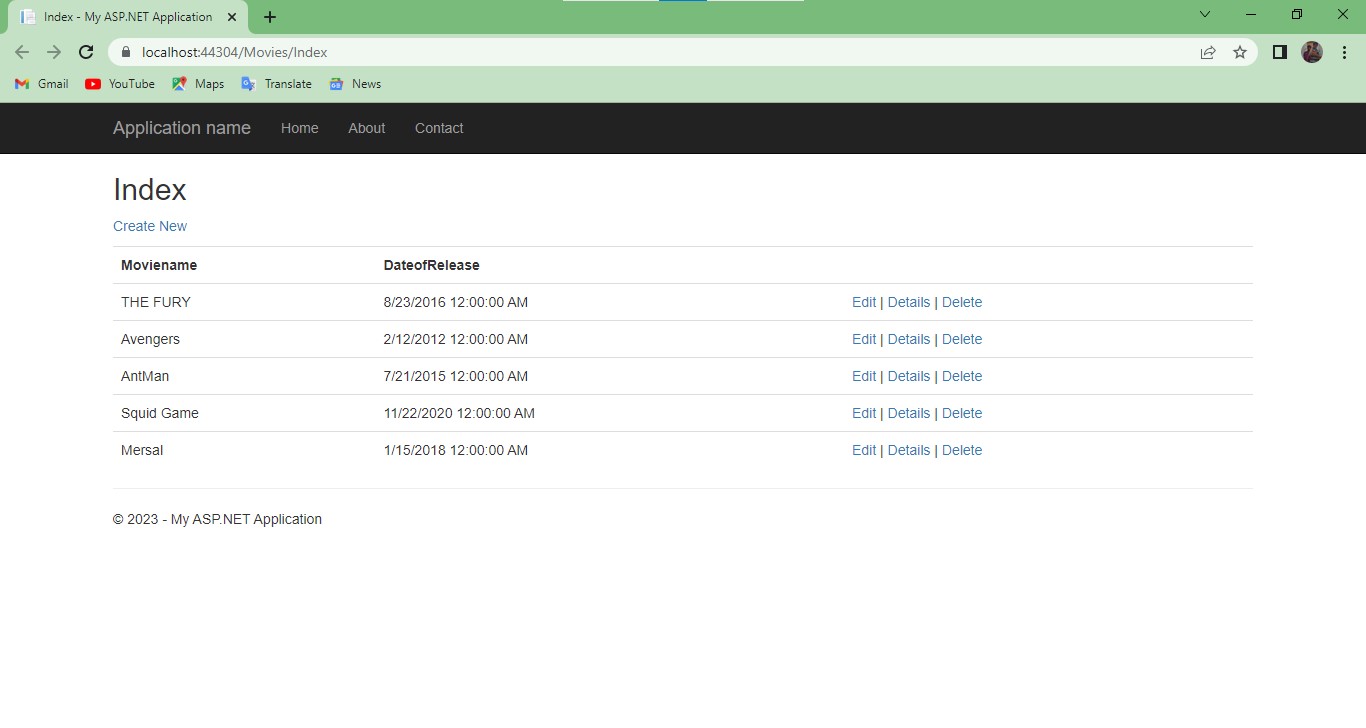 Index - My ASP.NET Application
localhost:44304/Movies/Index
Gmail YouTube Maps Translate News
Application name Home About Contact
Index
Create New
Moviename DateofRelease
THE FURY 8/23/2016 12:00:00 AM Edit | Details | Delete
Avengers 2/12/2012 12:00:00 AM Edit | Details | Delete
AntMan 7/21/2015 12:00:00 AM Edit | Details | Delete
Squid Game 11/22/2020 12:00:00 AM Edit | Details | Delete
Mersal 1/15/2018 12:00:00 AM Edit | Details | Delete
© 2023 - My ASP.NET Application